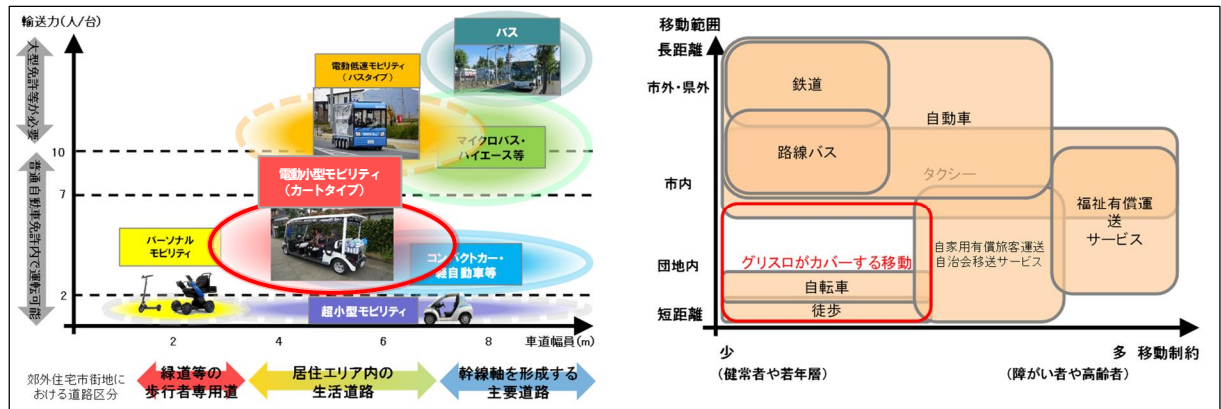 輸送力(人/台)
大型免許等が必要
普通自動車免許内で運転可能
10
7
2
バス
電動低速モビリティ
(バスタイプ)
マイクロバス・
ハイエース等
電動小型モビリティ
(カートタイプ)
パーソナル
モビリティ
コンパクトカー・
軽自動車等
超小型モビリティ
2
4
6
8
車道幅員(m)
郊外住宅市街地に
おける道路区分
緑道等の
歩行者専用道
居住エリア内の
生活道路
幹線軸を形成する
主要道路
移動範囲
長距離
市外・県外
市内
団地内
短距離
鉄道
自動車
路線バス
タクシー
福祉有償運
送
サービス
自家用有償旅客運送
自治会移送サービス
グリスロがカバーする移動
自転車
徒歩
少
(健常者や若年層)
多 移動制約
(障がい者や高齢者)